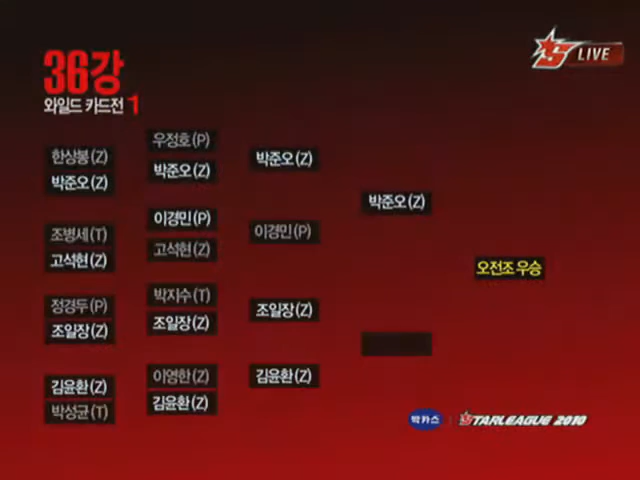 LIVE
36강
와일드 카드전 1
한상봉(Z)
박준오(Z)
조병세(T)
고석현(Z)
정경두(P)
조일장(Z)
김윤환(Z)
박성균(T)
우정호(P)
박준오(Z)
이경민(P)
고석현(Z)
박지수(T)
조일장(Z)
이영한(Z)
김윤환(Z)
박준오(Z)
이경민(P)
조일장(Z)
김윤환(Z)
박준오(Z)
오전조 우승
박카스
STARLEAGUE 2010